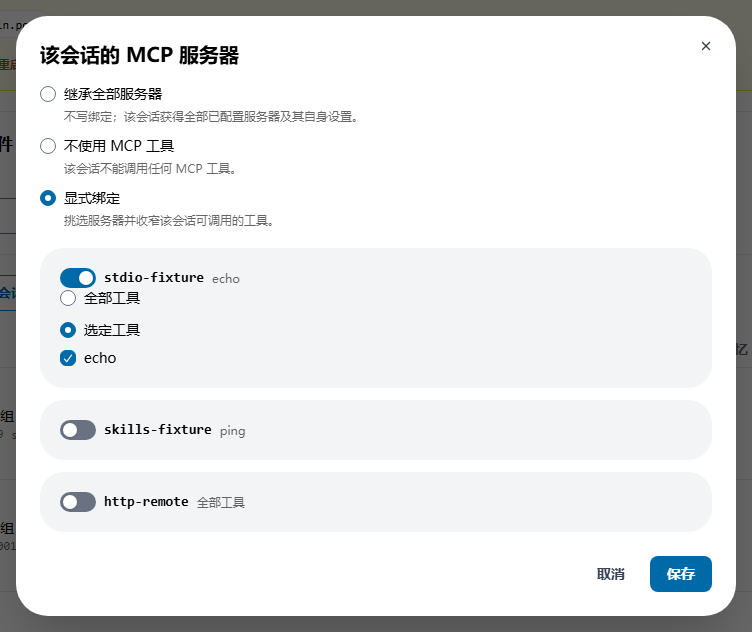 该会话的 MCP 服务器
×
继承全部服务器
不写绑定；该会话获得全部已配置服务器及其自身设置。
不使用 MCP 工具
该会话不能调用任何 MCP 工具。
显式绑定
挑选服务器并收窄该会话可调用的工具。
stdio-fixture echo
全部工具
选定工具
echo
skills-fixture ping
http-remote 全部工具
取消 保存
件
忆
组
组